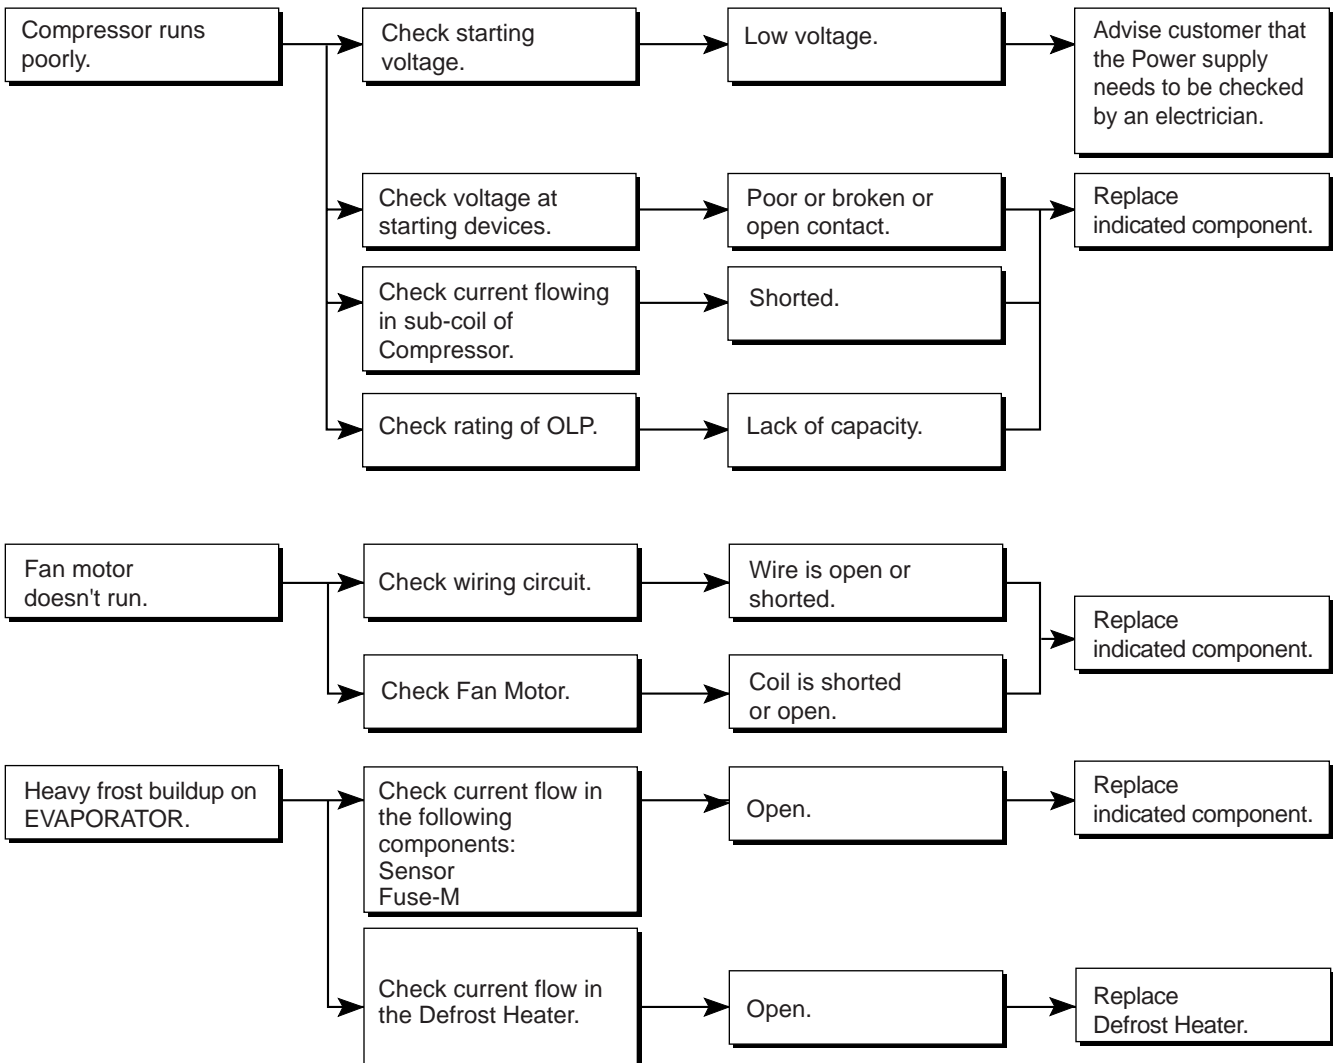 Compressor runs
poorly.
Check starting
voltage.
Low voltage.
Advise customer that
the Power supply
needs to be checked
by an electrician.
Check voltage at
starting devices.
Poor or broken or
open contact.
Replace
indicated component.
Check current flowing
in sub-coil of
Compressor.
Shorted.
Check rating of OLP.
Lack of capacity.
Fan motor
doesn't run.
Check wiring circuit.
Wire is open or
shorted.
Replace
indicated component.
Check Fan Motor.
Coil is shorted
or open.
Heavy frost buildup on
EVAPORATOR.
Check current flow in
the following
components:
Sensor
Fuse-M
Open.
Replace
indicated component.
Check current flow in
the Defrost Heater.
Open.
Replace
Defrost Heater.